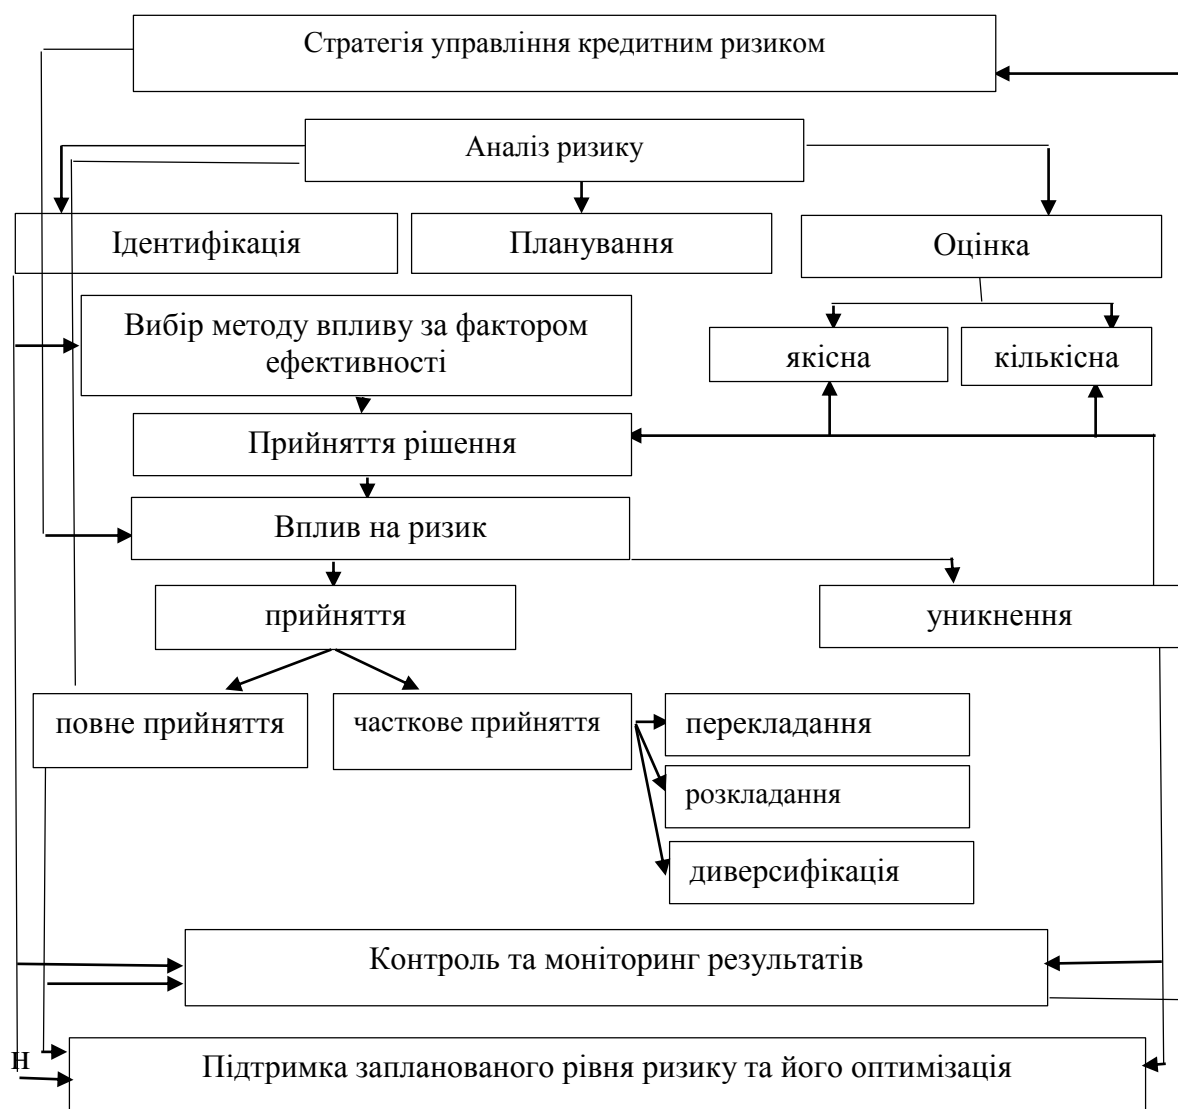 Стратегія управління кредитним ризиком
Аналіз ризику
Ідентифікація
Планування
Оцінка
Вибір методу впливу за фактором
ефективності
якісна
кількісна
Прийняття рішення
Вплив на ризик
прийняття
уникнення
повне прийняття
часткове прийняття
перекладання
розкладання
диверсифікація
Контроль та моніторинг результатів
н
Підтримка запланованого рівня ризику та його оптимізація